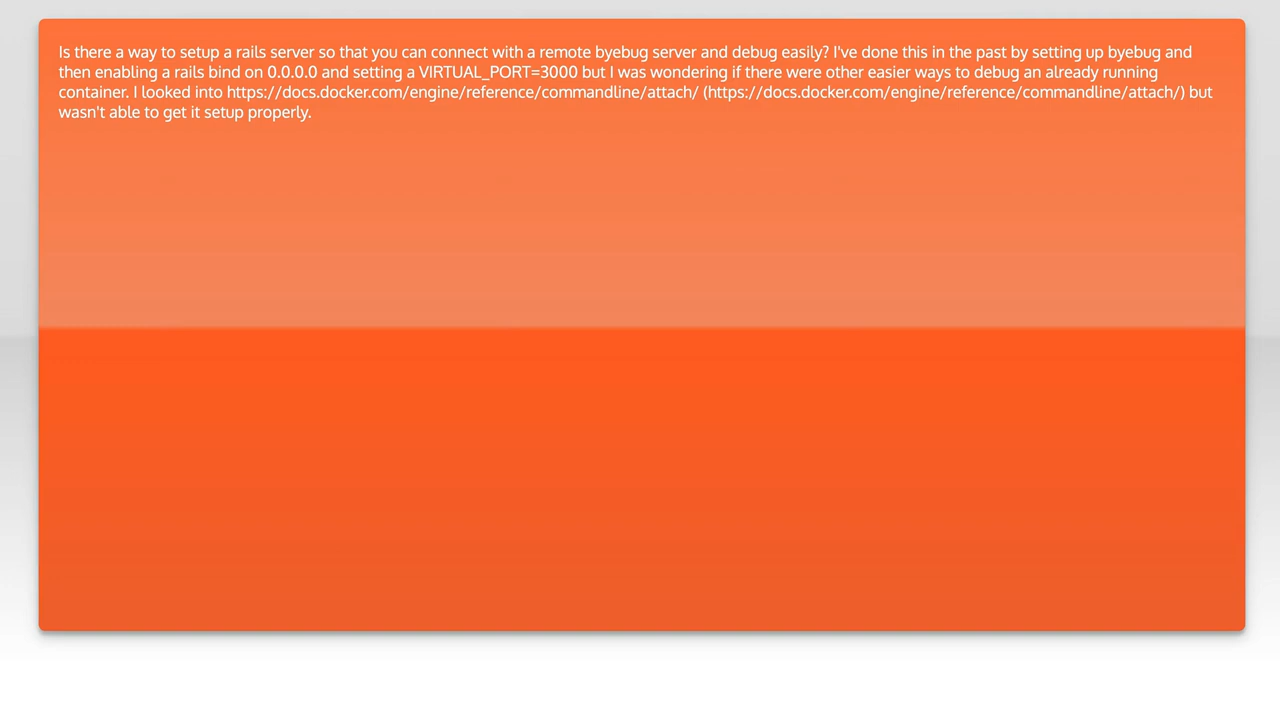 Is there a way to setup a rails server so that you can connect with a remote byebug server and debug easily? I've done this in the past by setting up byebug and
then enabling a rails bind on 0.0.0.0 and setting a VIRTUAL_PORT=3000 but I was wondering if there were other easier ways to debug an already running
container. I looked into https://docs.docker.com/engine/reference/commandline/attach/ (https://docs.docker.com/engine/reference/commandline/attach/) but
wasn't able to get it setup properly.